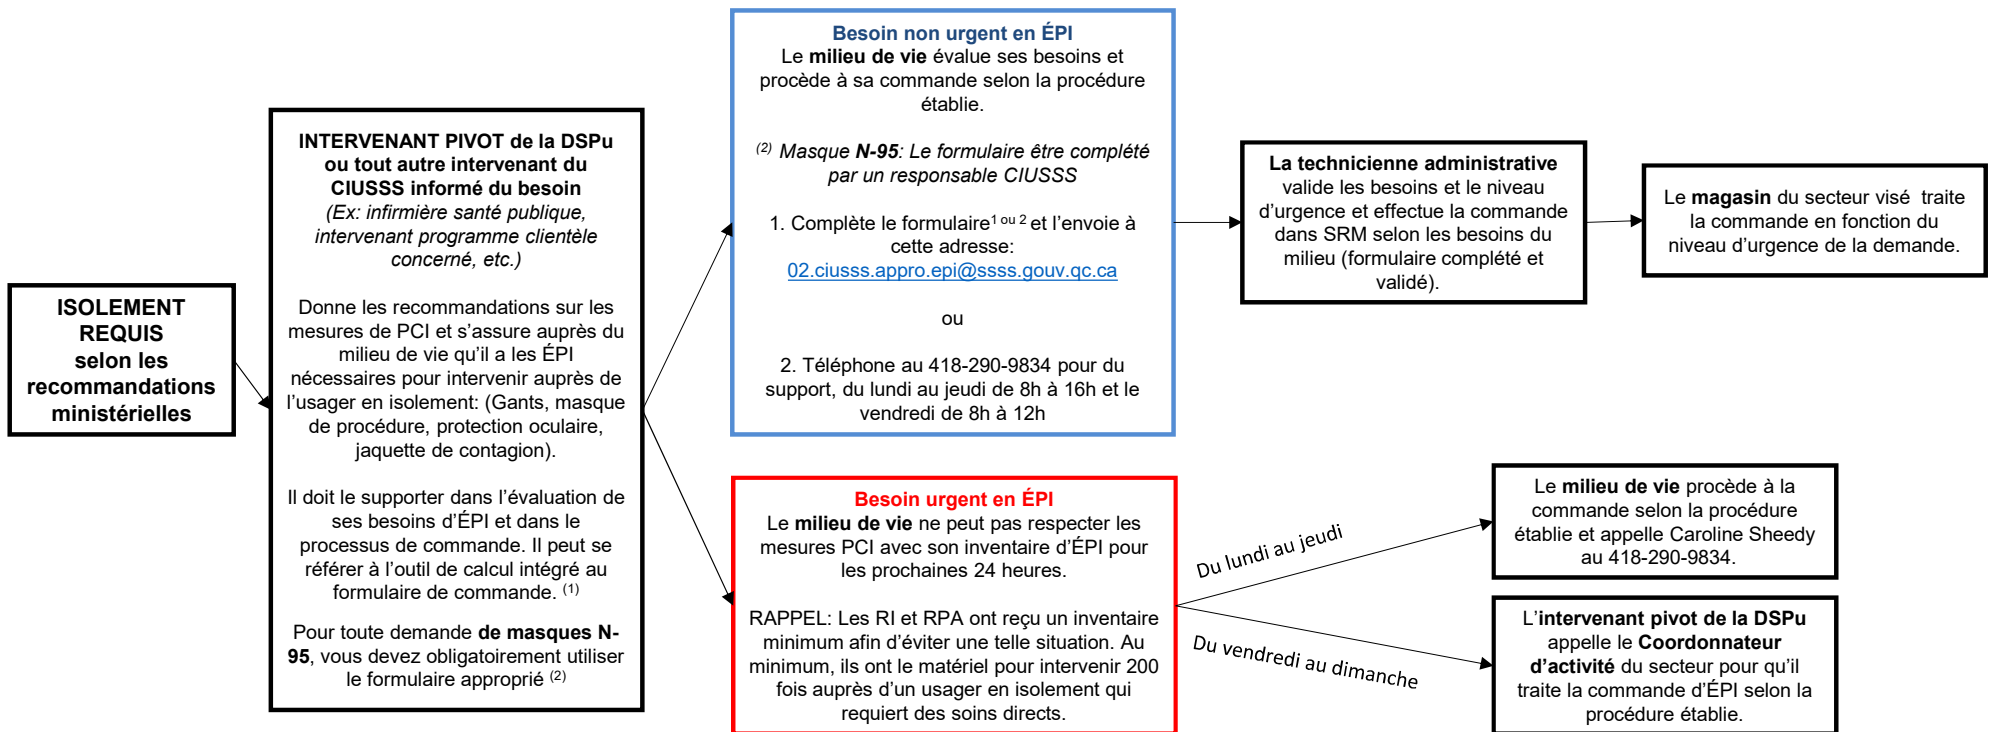 ISOLEMENT
REQUIS
selon les
recommandations
ministérielles
INTERVENANT PIVOT de la DSPu
ou tout autre intervenant du
CIUSSS informé du besoin
(Ex: infirmière santé publique,
intervenant programme clientèle
concerné, etc.)
Donne les recommandations sur les
mesures de PCI et s’assure auprès du
milieu de vie qu’il a les ÉPI
nécessaires pour intervenir auprès de
l’usager en isolement: (Gants, masque
de procédure, protection oculaire,
jaquette de contagion).
Il doit le supporter dans l’évaluation de
ses besoins d’ÉPI et dans le
processus de commande. Il peut se
référer à l’outil de calcul intégré au
formulaire de commande. (1)
Pour toute demande de masques N-
95, vous devez obligatoirement utiliser
le formulaire approprié (2)
Besoin non urgent en ÉPI
Le milieu de vie évalue ses besoins et
procède à sa commande selon la procédure
établie.
(2) Masque N-95: Le formulaire être complété
par un responsable CIUSSS
1. Complète le formulaire1 ou 2 et l’envoie à
cette adresse:
02.ciusss.appro.epi@ssss.gouv.qc.ca
ou
2. Téléphone au 418-290-9834 pour du
support, du lundi au jeudi de 8h à 16h et le
vendredi de 8h à 12h
La technicienne administrative
valide les besoins et le niveau
d’urgence et effectue la commande
dans SRM selon les besoins du
milieu (formulaire complété et
validé).
Le magasin du secteur visé traite
la commande en fonction du
niveau d’urgence de la demande.
Besoin urgent en ÉPI
Le milieu de vie ne peut pas respecter les
mesures PCI avec son inventaire d’ÉPI pour
les prochaines 24 heures.
RAPPEL: Les RI et RPA ont reçu un inventaire
minimum afin d’éviter une telle situation. Au
minimum, ils ont le matériel pour intervenir 200
fois auprès d’un usager en isolement qui
requiert des soins directs.
Du lundi au jeudi
Le milieu de vie procède à la
commande selon la procédure
établie et appelle Caroline Sheedy
au 418-290-9834.
Du vendredi au dimanche
L’intervenant pivot de la DSPu
appelle le Coordonnateur
d’activité du secteur pour qu’il
traite la commande d’ÉPI selon la
procédure établie.